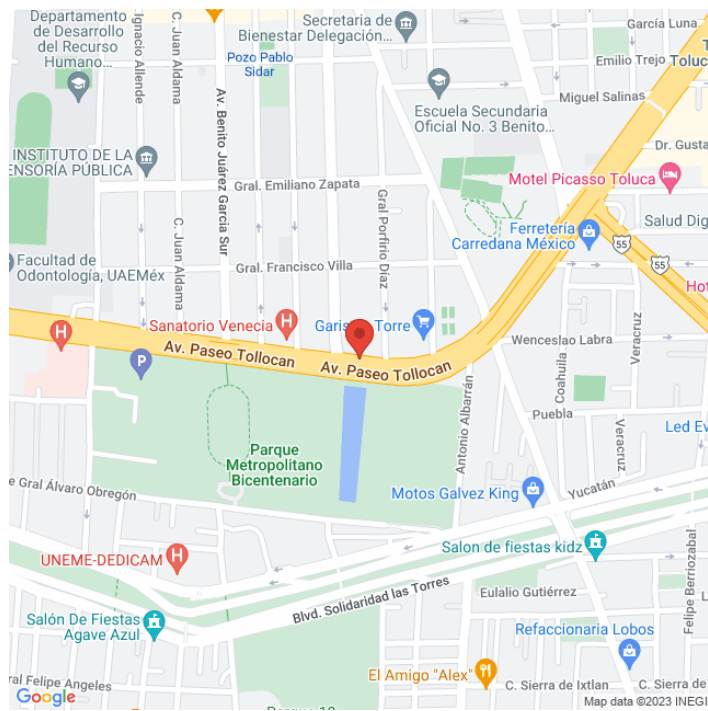 Departamento
de Desarrollo
del Recurso
Humano...
Ignacio Allende
C. Juan Aldama
Pozo Pablo
Sidar
Secretaria de
Bienestar Delegación...
García Luna
Emilio Trejo
Toluca
Miguel Salinas
Escuela Secundaria
Oficial No. 3 Benito...
Dr. Gusta
INSTITUTO DE LA
ENSORÍA PÚBLICA
Av. Benito Juárez García Sur
Gral. Emiliano Zapata
Motel Picasso Toluca
C. Juan Aldama
Gral Porfirio Diaz
Ferretería
Carredana México
Salud Dig
55
55
Facultad de
Odontología, UAEMéx
Gral. Francisco Villa
Hot
H
Sanatorio Venecia
H
Torre
Wenceslao Labra
Veracruz
Coahuila
P
Av. Paseo Tollocan
Av. Paseo Tollocan
Antonio Albarrán
Puebla
Veracruz
Led Ev
Parque
Metropolitano
Bicentenario
e Gral Álvaro Obregón
Motos Galvez King
Yucatán
UNEME-DEDICAM
H
Salon de fiestas kidz
Felipe Berriozabal
Eulalio Gutiérrez
Blvd. Solidaridad las Torres
Salón De Fiestas
Agave Azul
Refaccionaria Lobos
El Amigo "Alex"
ral Felipe Angeles
C. Sierra de Ixtlan
C. Sierra de
Google
Map data ©2023 INEGI